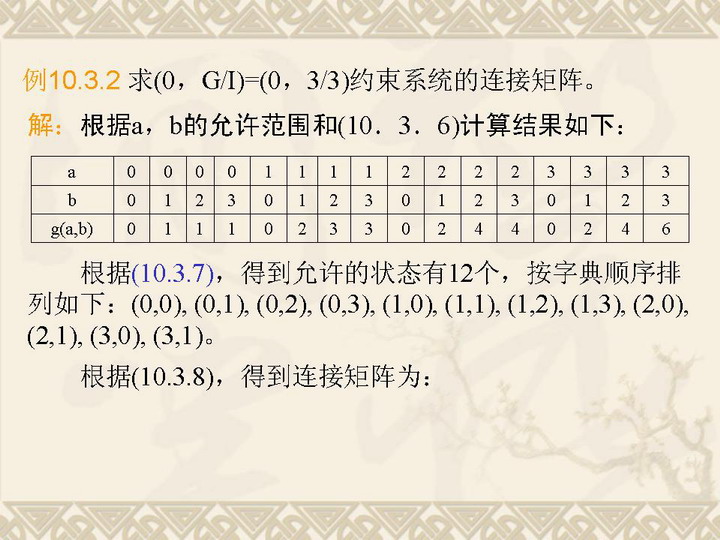 例10.3.2 求(0，G/I)=(0，3/3)约束系统的连接矩阵。
解：根据a，b的允许范围和(10．3．6)计算结果如下：
a 0 0 0 0 1 1 1 1 2 2 2 2 3 3 3 3
b 0 1 2 3 0 1 2 3 0 1 2 3 0 1 2 3
g(a,b) 0 1 1 1 0 2 3 3 0 2 4 4 0 2 4 6
根据(10.3.7)，得到允许的状态有12个，按字典顺序排
列如下：(0,0), (0,1), (0,2), (0,3), (1,0), (1,1), (1,2), (1,3), (2,0),
(2,1), (3,0), (3,1)。
根据(10.3.8)，得到连接矩阵为：